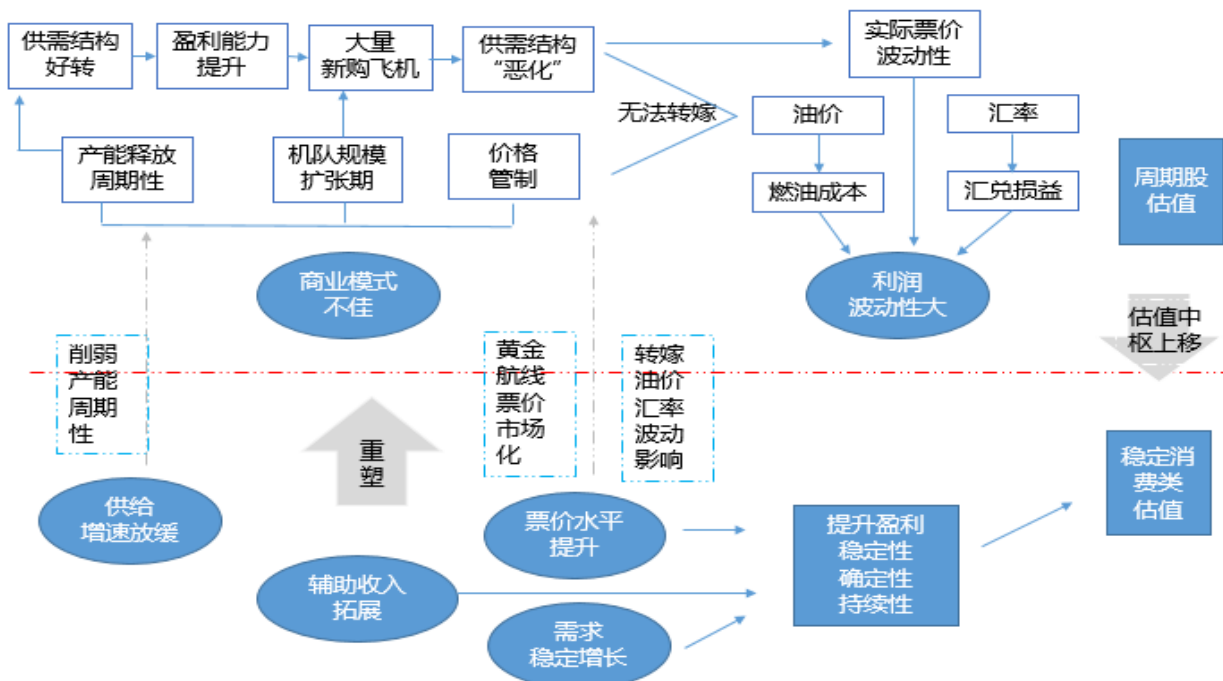 供需结构
好转
盈利能力
提升
大量
新购飞机
供需结构
“恶化”
实际票价
波动性
无法转嫁
油价
汇率
产能释放
周期性
机队规模
扩张期
价格
管制
燃油成本
汇兑损益
周期股
估值
商业模式
不佳
利润
波动性大
估值中
枢上移
削弱
产能
周期
性
黄金
航线
票价
市场
化
转嫁
油价
汇率
波动
影响
重
塑
稳定消
费类
估值
供给
增速放缓
票价水平
提升
提升盈利
稳定性
确定性
持续性
辅助收入
拓展
需求
稳定增长